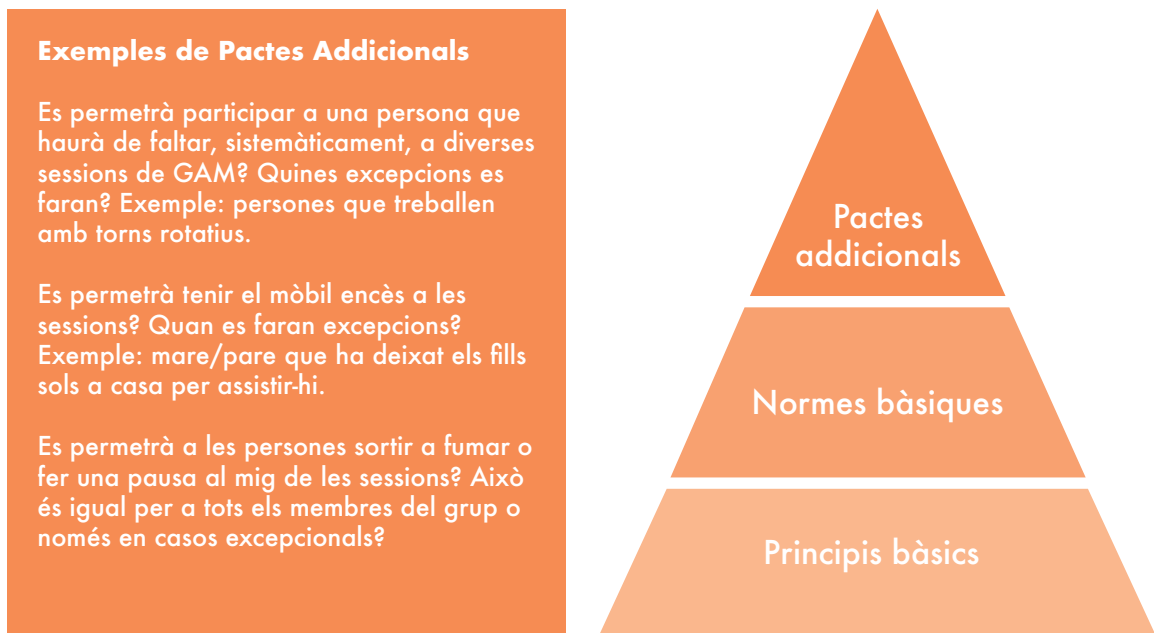 Exemples de Pactes Addicionals
Es permetrà participar a una persona que
haurà de faltar, sistemàticament, a diverses
sessions de GAM? Quines excepcions es
faran? Exemple: persones que treballen
amb torns rotatius.
Es permetrà tenir el mòbil encès a les
sessions? Quan es faran excepcions?
Exemple: mare/pare que ha deixat els fills
sols a casa per assistir-hi.
Es permetrà a les persones sortir a fumar o
fer una pausa al mig de les sessions? Això
és igual per a tots els membres del grup o
només en casos excepcionals?
Pactes
addicionals
Normes bàsiques
Principis bàsics